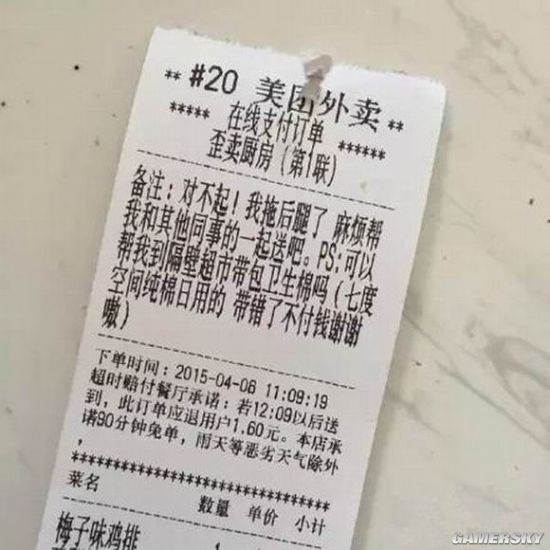 ** #20 美团外卖 **
***** 在线支付订单 ******
歪卖厨房（第1联）
备注：对不起！我拖后腿了 麻烦帮
我和其他同事的一起送吧。PS:可以
帮我到隔壁超市带包卫生棉吗（七度
空间纯棉日用的 带错了不付钱谢谢
嗷）
下单时间：2015-04-06 11:09:19
超时赔付餐厅承诺：若12:09以后送
到，此订单应退用户1.60元。本店承
诺90分钟免单，雨天等恶劣天气除外
，
******************************
菜名 数量 单价 小计
梅子味鸡排
GAMERSKY